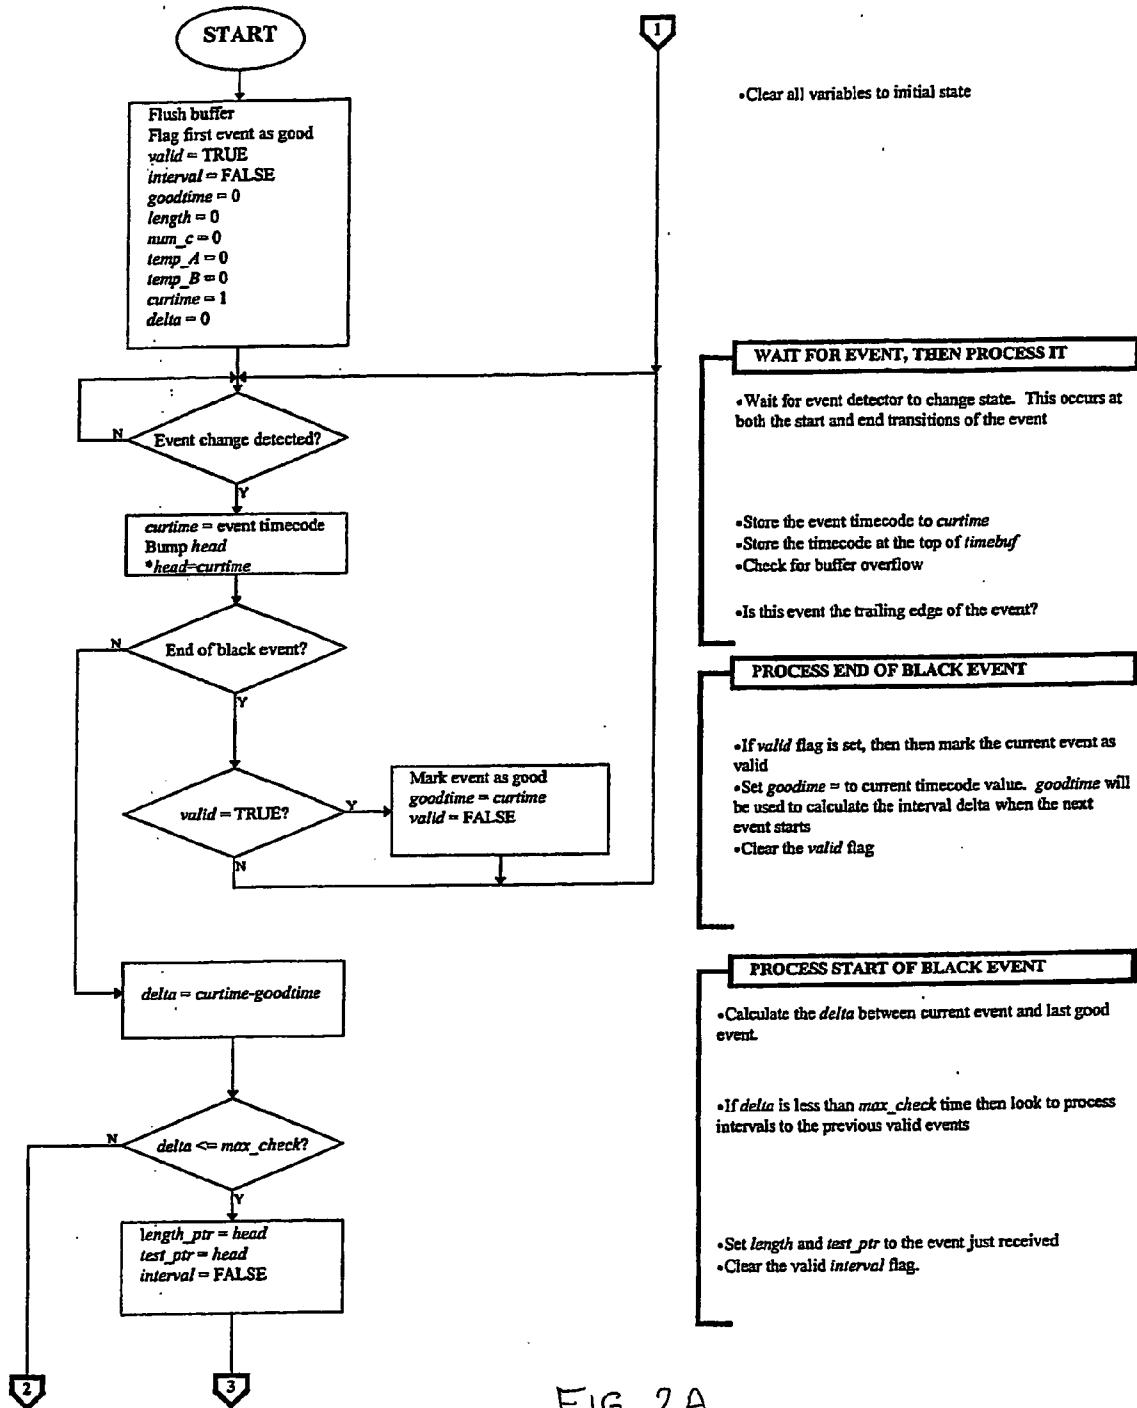 START
1
•Clear all variables to initial state
Flush buffer
Flag first event as good
valid = TRUE
interval = FALSE
goodtime = 0
length = 0
num_c = 0
temp_A = 0
temp_B = 0
curtime = 1
delta = 0
WAIT FOR EVENT, THEN PROCESS IT
•Wait for event detector to change state. This occurs at
both the start and end transitions of the event
N
Event change detected?
Y
curtime = event timecode
Bump head
*head=curtime
•Store the event timecode to curtime
•Store the timecode at the top of timebuf
•Check for buffer overflow
•Is this event the trailing edge of the event?
N
End of black event?
Y
PROCESS END OF BLACK EVENT
•If valid flag is set, then then mark the current event as
valid
•Set goodime = to current timecode value. goodtime will
be used to calculate the interval delta when the next
event starts
•Clear the valid flag
valid = TRUE?
Y
Mark event as good
goodtime = curtime
valid = FALSE
N
PROCESS START OF BLACK EVENT
delta = curtime-goodtime
•Calculate the delta between current event and last good
event.
•If delta is less than max_check time then look to process
intervals to the previous valid events
N
delta <= max_check?
Y
length_ptr = head
test_ptr = head
interval = FALSE
•Set length and test_ptr to the event just received
•Clear the valid interval flag.
2
3
FIG. 2A